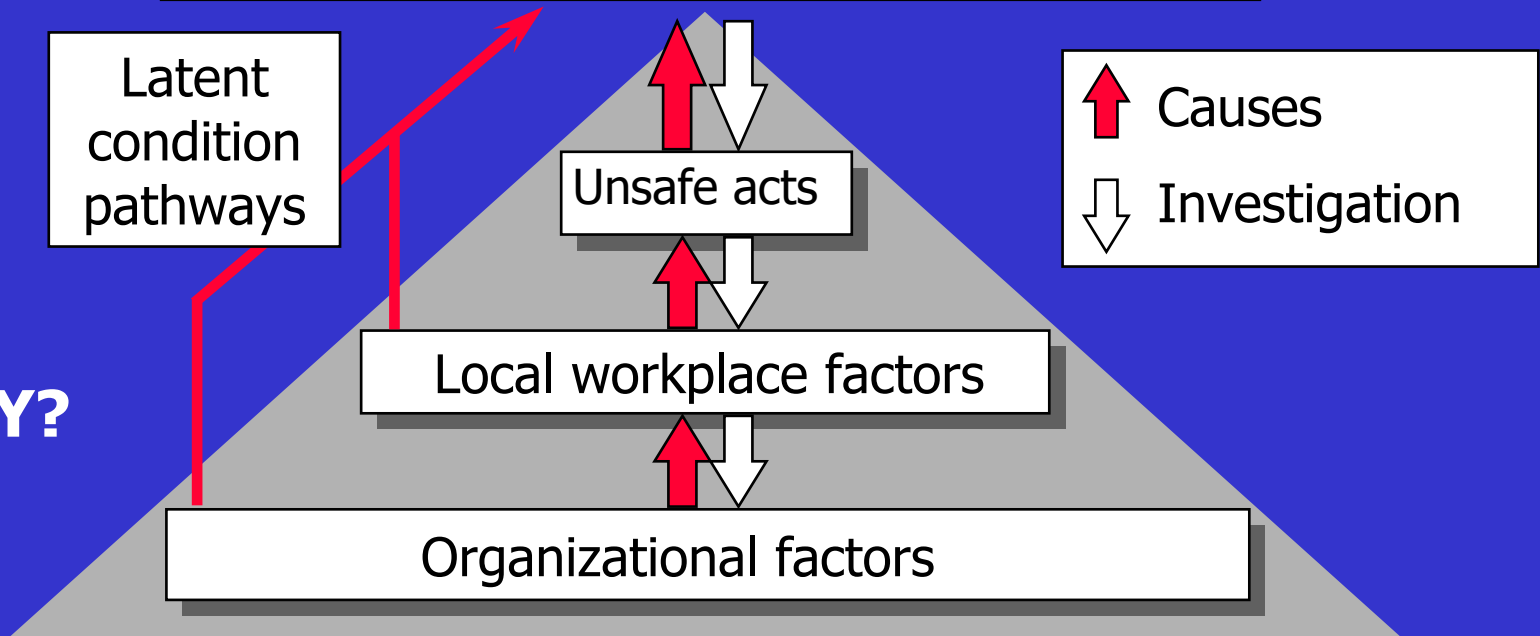 Latent
condition
pathways
Causes
Investigation
Unsafe acts
Local workplace factors
Y?
Organizational factors